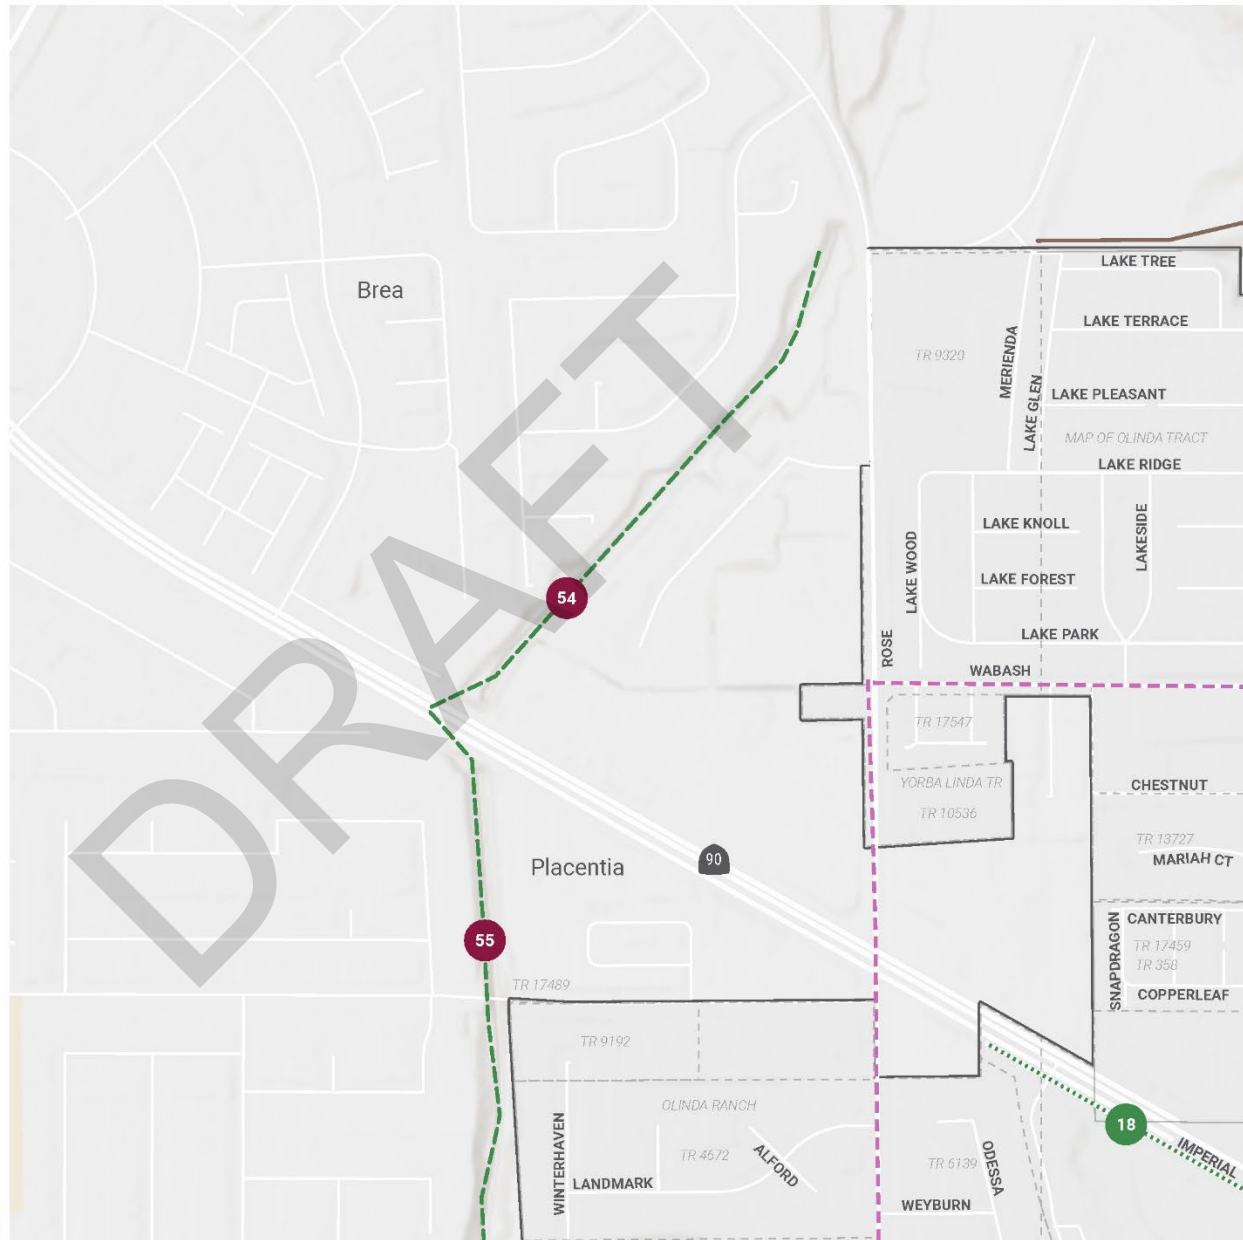 LAKE TREE
Brea
LAKE TERRACE
MERIENDA
TR 9320
LAKE GLEN
LAKE PLEASANT
MAP OF OLINDA TRACT
LAKE RIDGE
LAKESIDE
LAKE KNOLL
LAKE WOOD
LAKE FOREST
54
LAKE PARK
ROSE
WABASH
DRAFT
TR 17547
YORBA LINDA TR
CHESTNUT
TR 10536
TR 13727
MARIAH CT
90
Placentia
CANTERBURY
SNAPDRAGON
55
TR 17459
TR 358
COPPERLEAF
TR 17489
TR 9192
OLINDA RANCH
18
IMPERIAL
WINTERHAVEN
TR 4672
ALFORD
TR 6139
ODESSA
LANDMARK
WEYBURN